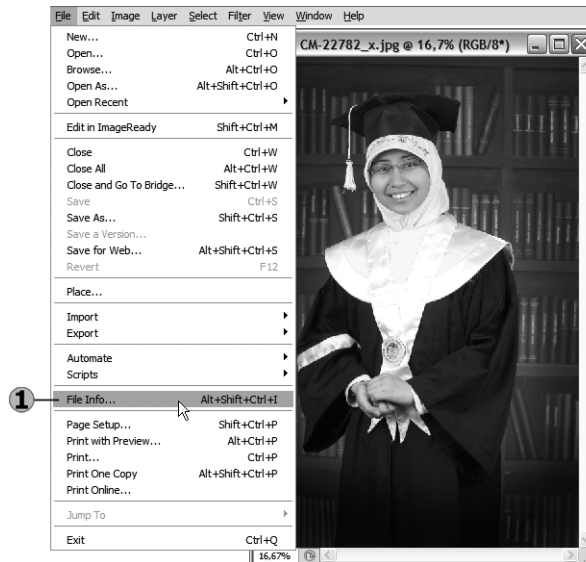 File Edit Image Layer Select Filter View Window Help
New... Ctrl+N
Open... Ctrl+O
Browse... Alt+Ctrl+O
Open As... Alt+Shift+Ctrl+O
Open Recent
Edit in ImageReady Shift+Ctrl+M
Close Ctrl+W
Close All Alt+Ctrl+W
Close and Go To Bridge... Shift+Ctrl+W
Save Ctrl+S
Save As... Shift+Ctrl+S
Save a Version...
Save for Web... Alt+Shift+Ctrl+S
Revert F12
Place...
Import
Export
Automate
Scripts
1 File Info... Alt+Shift+Ctrl+I
Page Setup... Shift+Ctrl+P
Print with Preview... Alt+Ctrl+P
Print... Ctrl+P
Print One Copy Alt+Shift+Ctrl+P
Print Online...
Jump To
Exit Ctrl+Q
CM-22782_x.jpg @ 16,7% (RGB/8*)
16,67%